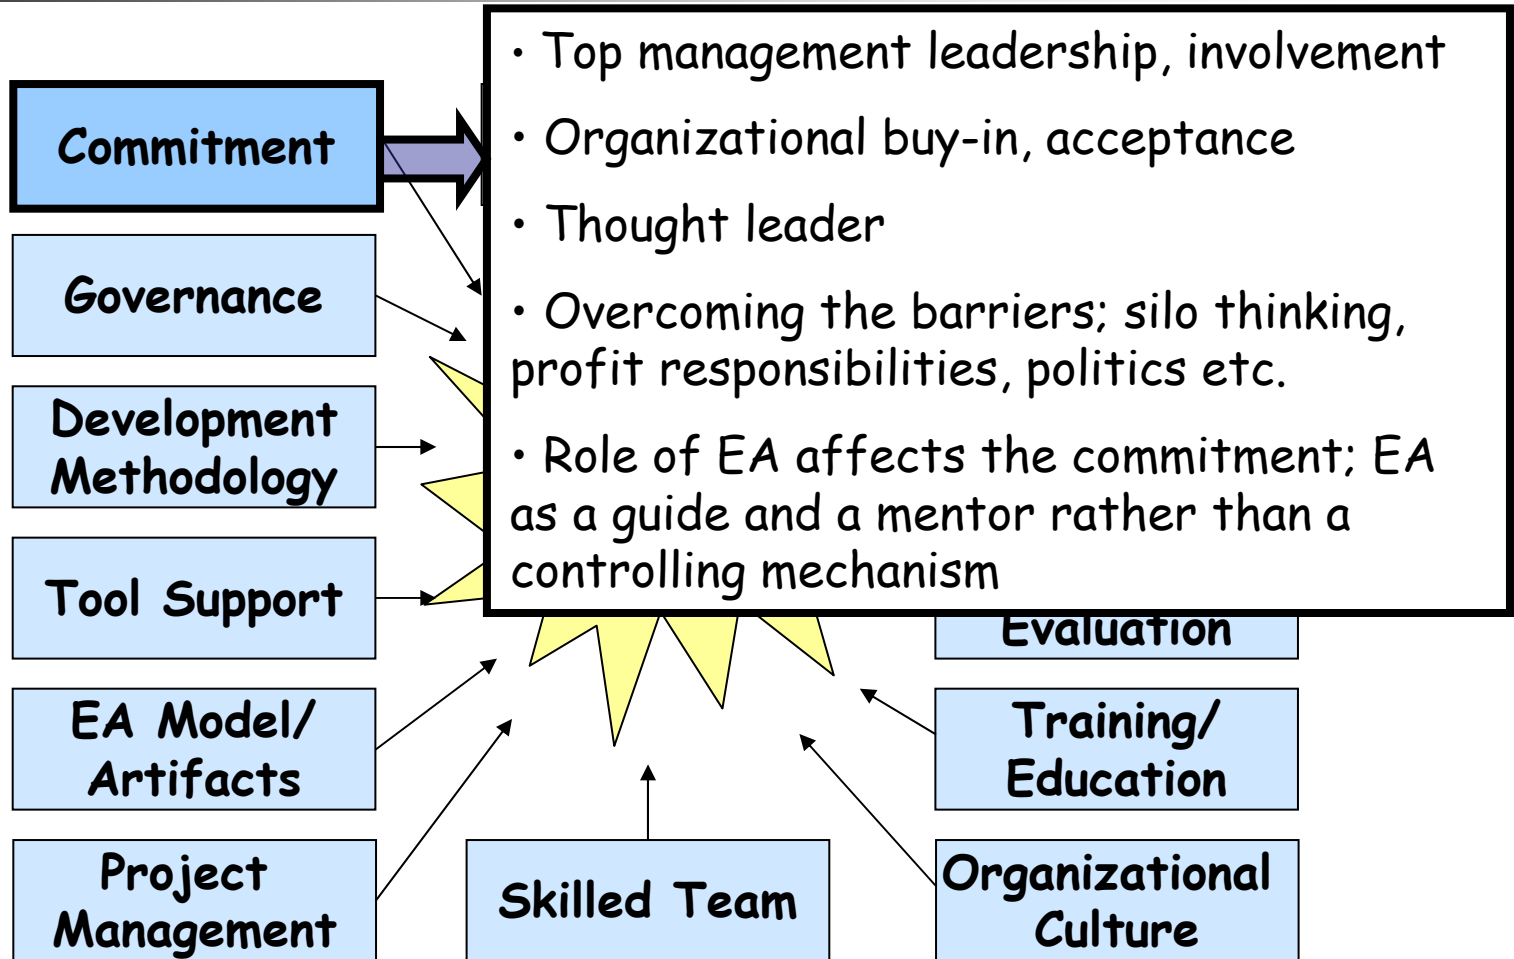 Commitment
• Top management leadership, involvement
• Organizational buy-in, acceptance
• Thought leader
• Overcoming the barriers; silo thinking,
profit responsibilities, politics etc.
• Role of EA affects the commitment; EA
as a guide and a mentor rather than a
controlling mechanism
Governance
Development
Methodology
Tool Support
EA Model/
Artifacts
Project
Management
Skilled Team
Evaluation
Training/
Education
Organizational
Culture